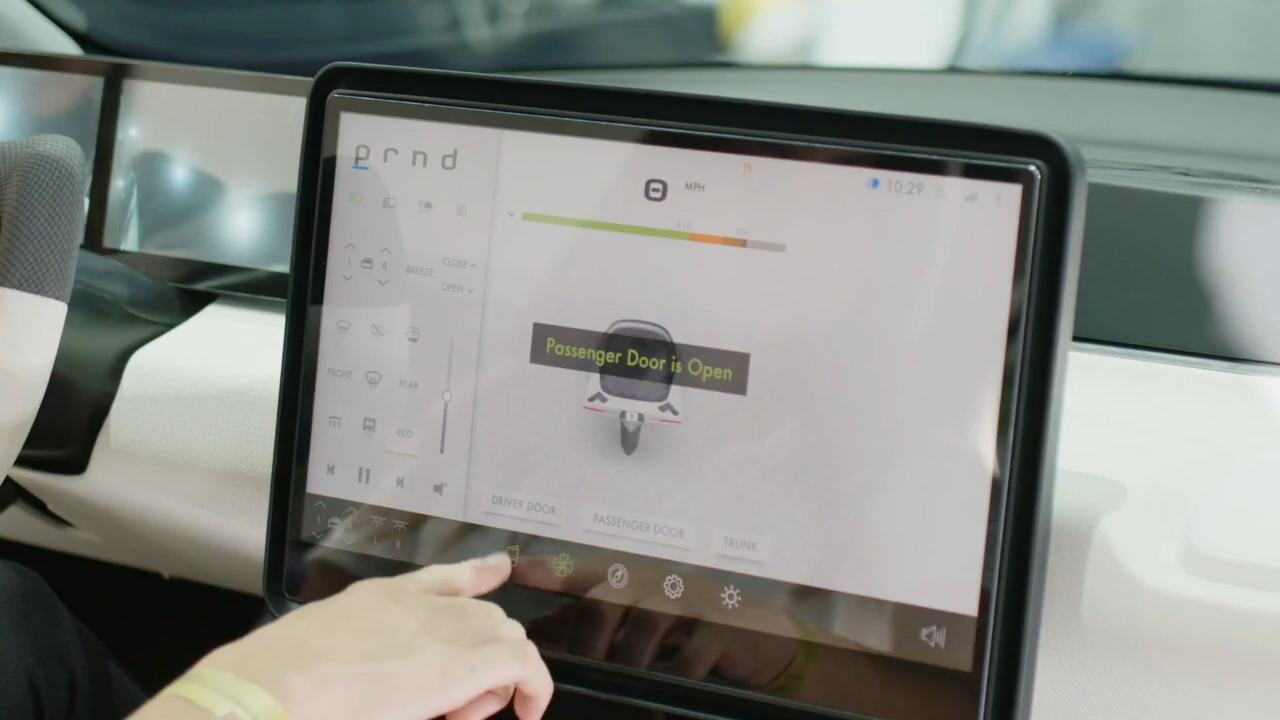 p r n d
0 MPH
10:29
L R
BREEZE
CLOSE
OPEN
Passenger Door is Open
FRONT
REAR
ECO
DRIVER DOOR
PASSENGER DOOR
TRUNK
L R